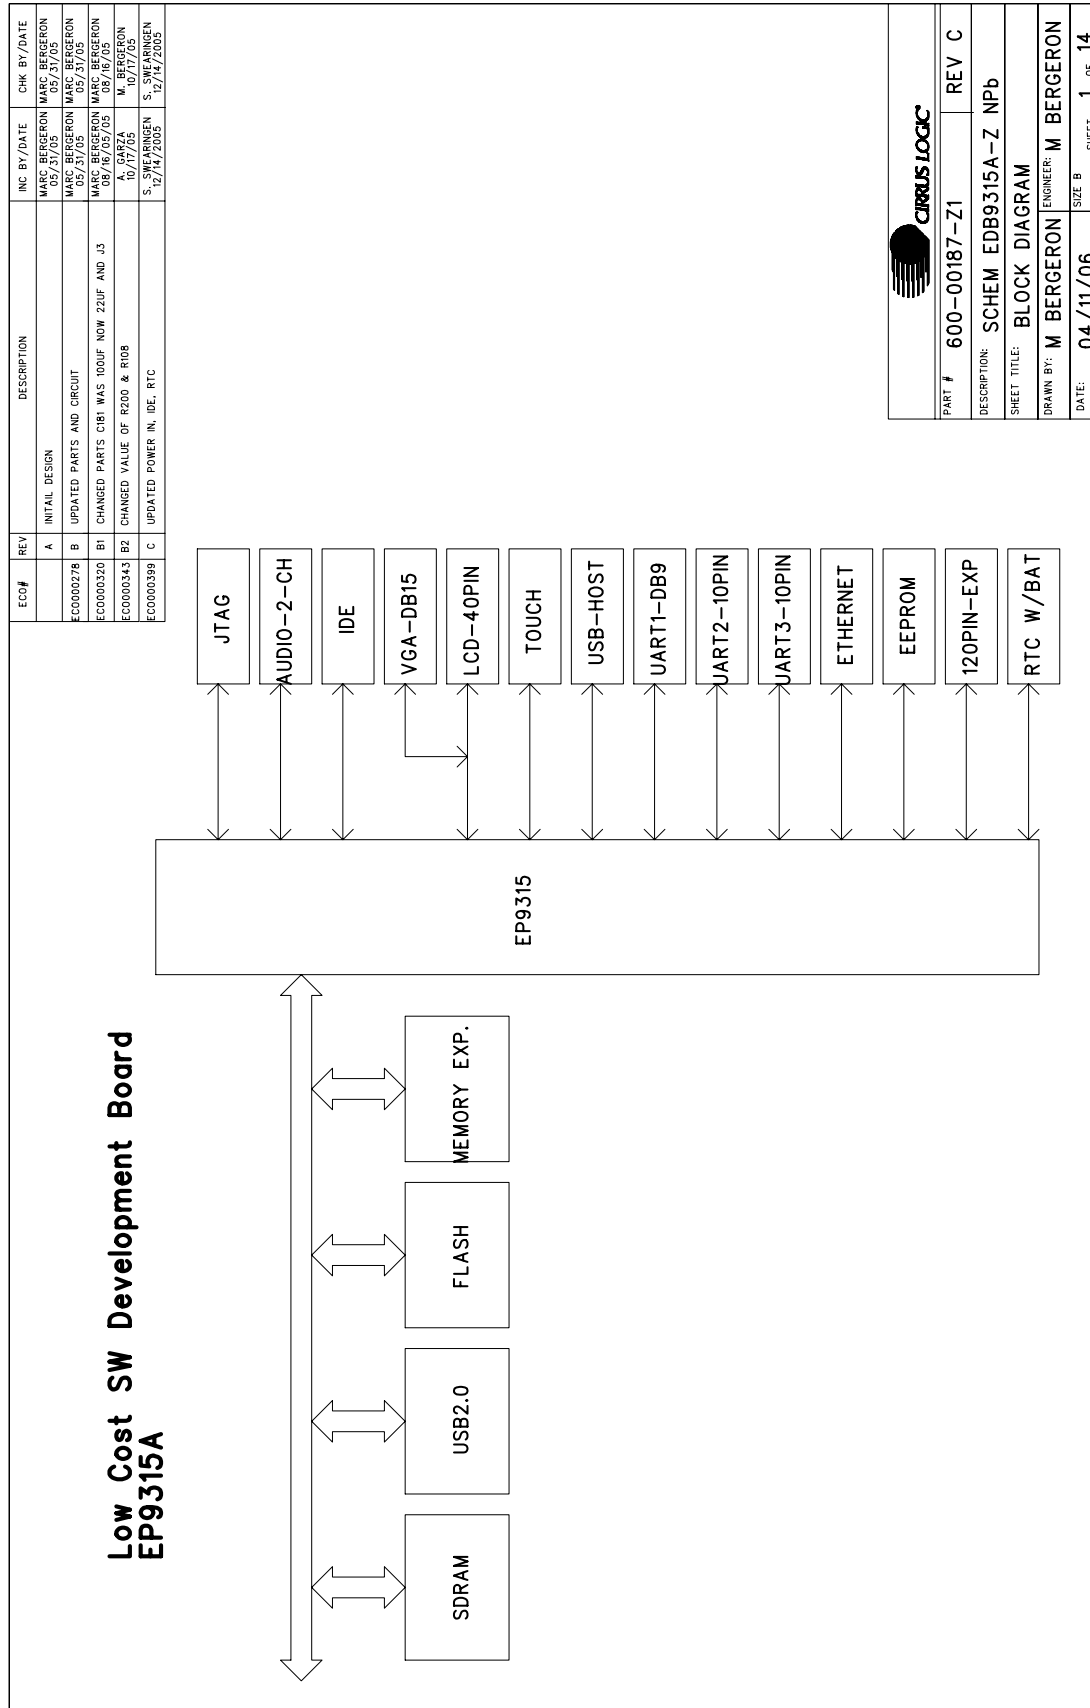 Low Cost SW Development Board
EP9315A
ECO# REV DESCRIPTION INC BY/DATE CHK BY/DATE
A INITAIL DESIGN MARC BERGERON 05/31/05 MARC BERGERON 05/31/05
ECO000278 B UPDATED PARTS AND CIRCUIT MARC BERGERON 05/31/05 MARC BERGERON 05/31/05
ECO000320 B1 CHANGED PARTS C181 WAS 100UF NOW 22UF AND J3 MARC BERGERON 08/16/05/05 MARC BERGERON 08/16/05
ECO000343 B2 CHANGED VALUE OF R200 & R108 A. GARZA 10/17/05 M. BERGERON 10/17/05
ECO000399 C UPDATED POWER IN, IDE, RTC S. SWEARINGEN 12/14/2005 S. SWEARINGEN 12/14/2005
JTAG
AUDIO-2-CH
IDE
VGA-DB15
LCD-40PIN
TOUCH
USB-HOST
UART1-DB9
UART2-10PIN
UART3-10PIN
ETHERNET
EEPROM
120PIN-EXP
RTC W/BAT
EP9315
SDRAM
USB2.0
FLASH
MEMORY EXP.
CIRRUS LOGIC®
PART # 600-00187-Z1 REV C
DESCRIPTION: SCHEM EDB9315A-Z NPb
SHEET TITLE: BLOCK DIAGRAM
DRAWN BY: M BERGERON ENGINEER: M BERGERON
DATE: 04/11/06 SIZE B SHEET 1 OF 14